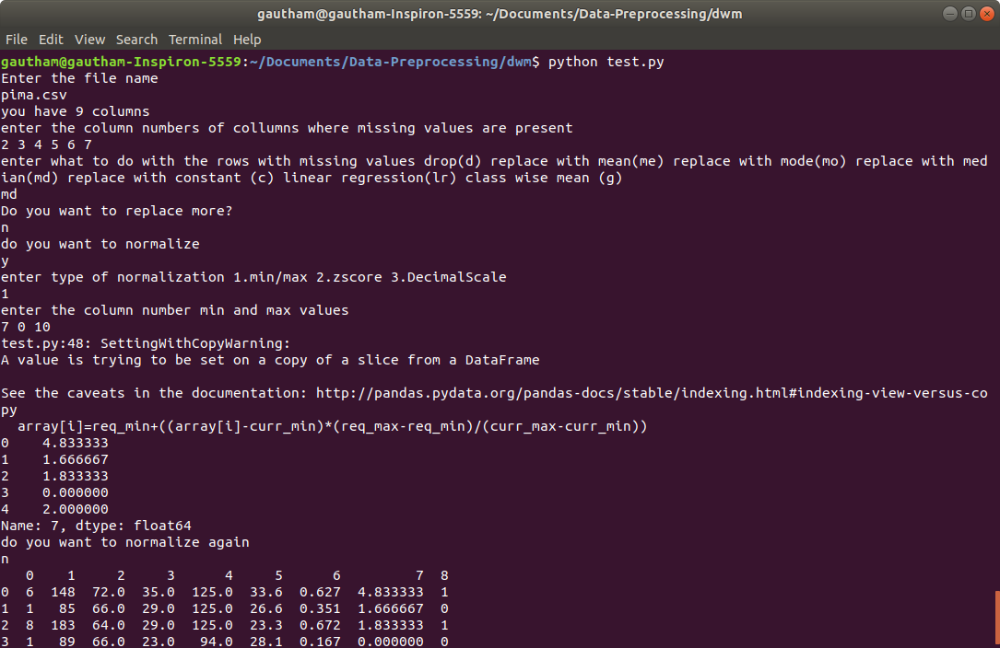 gautham@gautham-Inspiron-5559: ~/Documents/Data-Preprocessing/dwm
File Edit View Search Terminal Help
gautham@gautham-Inspiron-5559:~/Documents/Data-Preprocessing/dwm$ python test.py
Enter the file name
pima.csv
you have 9 columns
enter the column numbers of collumns where missing values are present
2 3 4 5 6 7
enter what to do with the rows with missing values drop(d) replace with mean(me) replace with mode(mo) replace with med
ian(md) replace with constant (c) linear regression(lr) class wise mean (g)
md
Do you want to replace more?
n
do you want to normalize
y
enter type of normalization 1.min/max 2.zscore 3.DecimalScale
1
enter the column number min and max values
7 0 10
test.py:48: SettingWithCopyWarning:
A value is trying to be set on a copy of a slice from a DataFrame
See the caveats in the documentation: http://pandas.pydata.org/pandas-docs/stable/indexing.html#indexing-view-versus-co
py
  array[i]=req_min+((array[i]-curr_min)*(req_max-req_min)/(curr_max-curr_min))
0    4.833333
1    1.666667
2    1.833333
3    0.000000
4    2.000000
Name: 7, dtype: float64
do you want to normalize again
n
   0    1     2     3      4     5      6         7  8
0  6  148  72.0  35.0  125.0  33.6  0.627  4.833333  1
1  1   85  66.0  29.0  125.0  26.6  0.351  1.666667  0
2  8  183  64.0  29.0  125.0  23.3  0.672  1.833333  1
3  1   89  66.0  23.0   94.0  28.1  0.167  0.000000  0